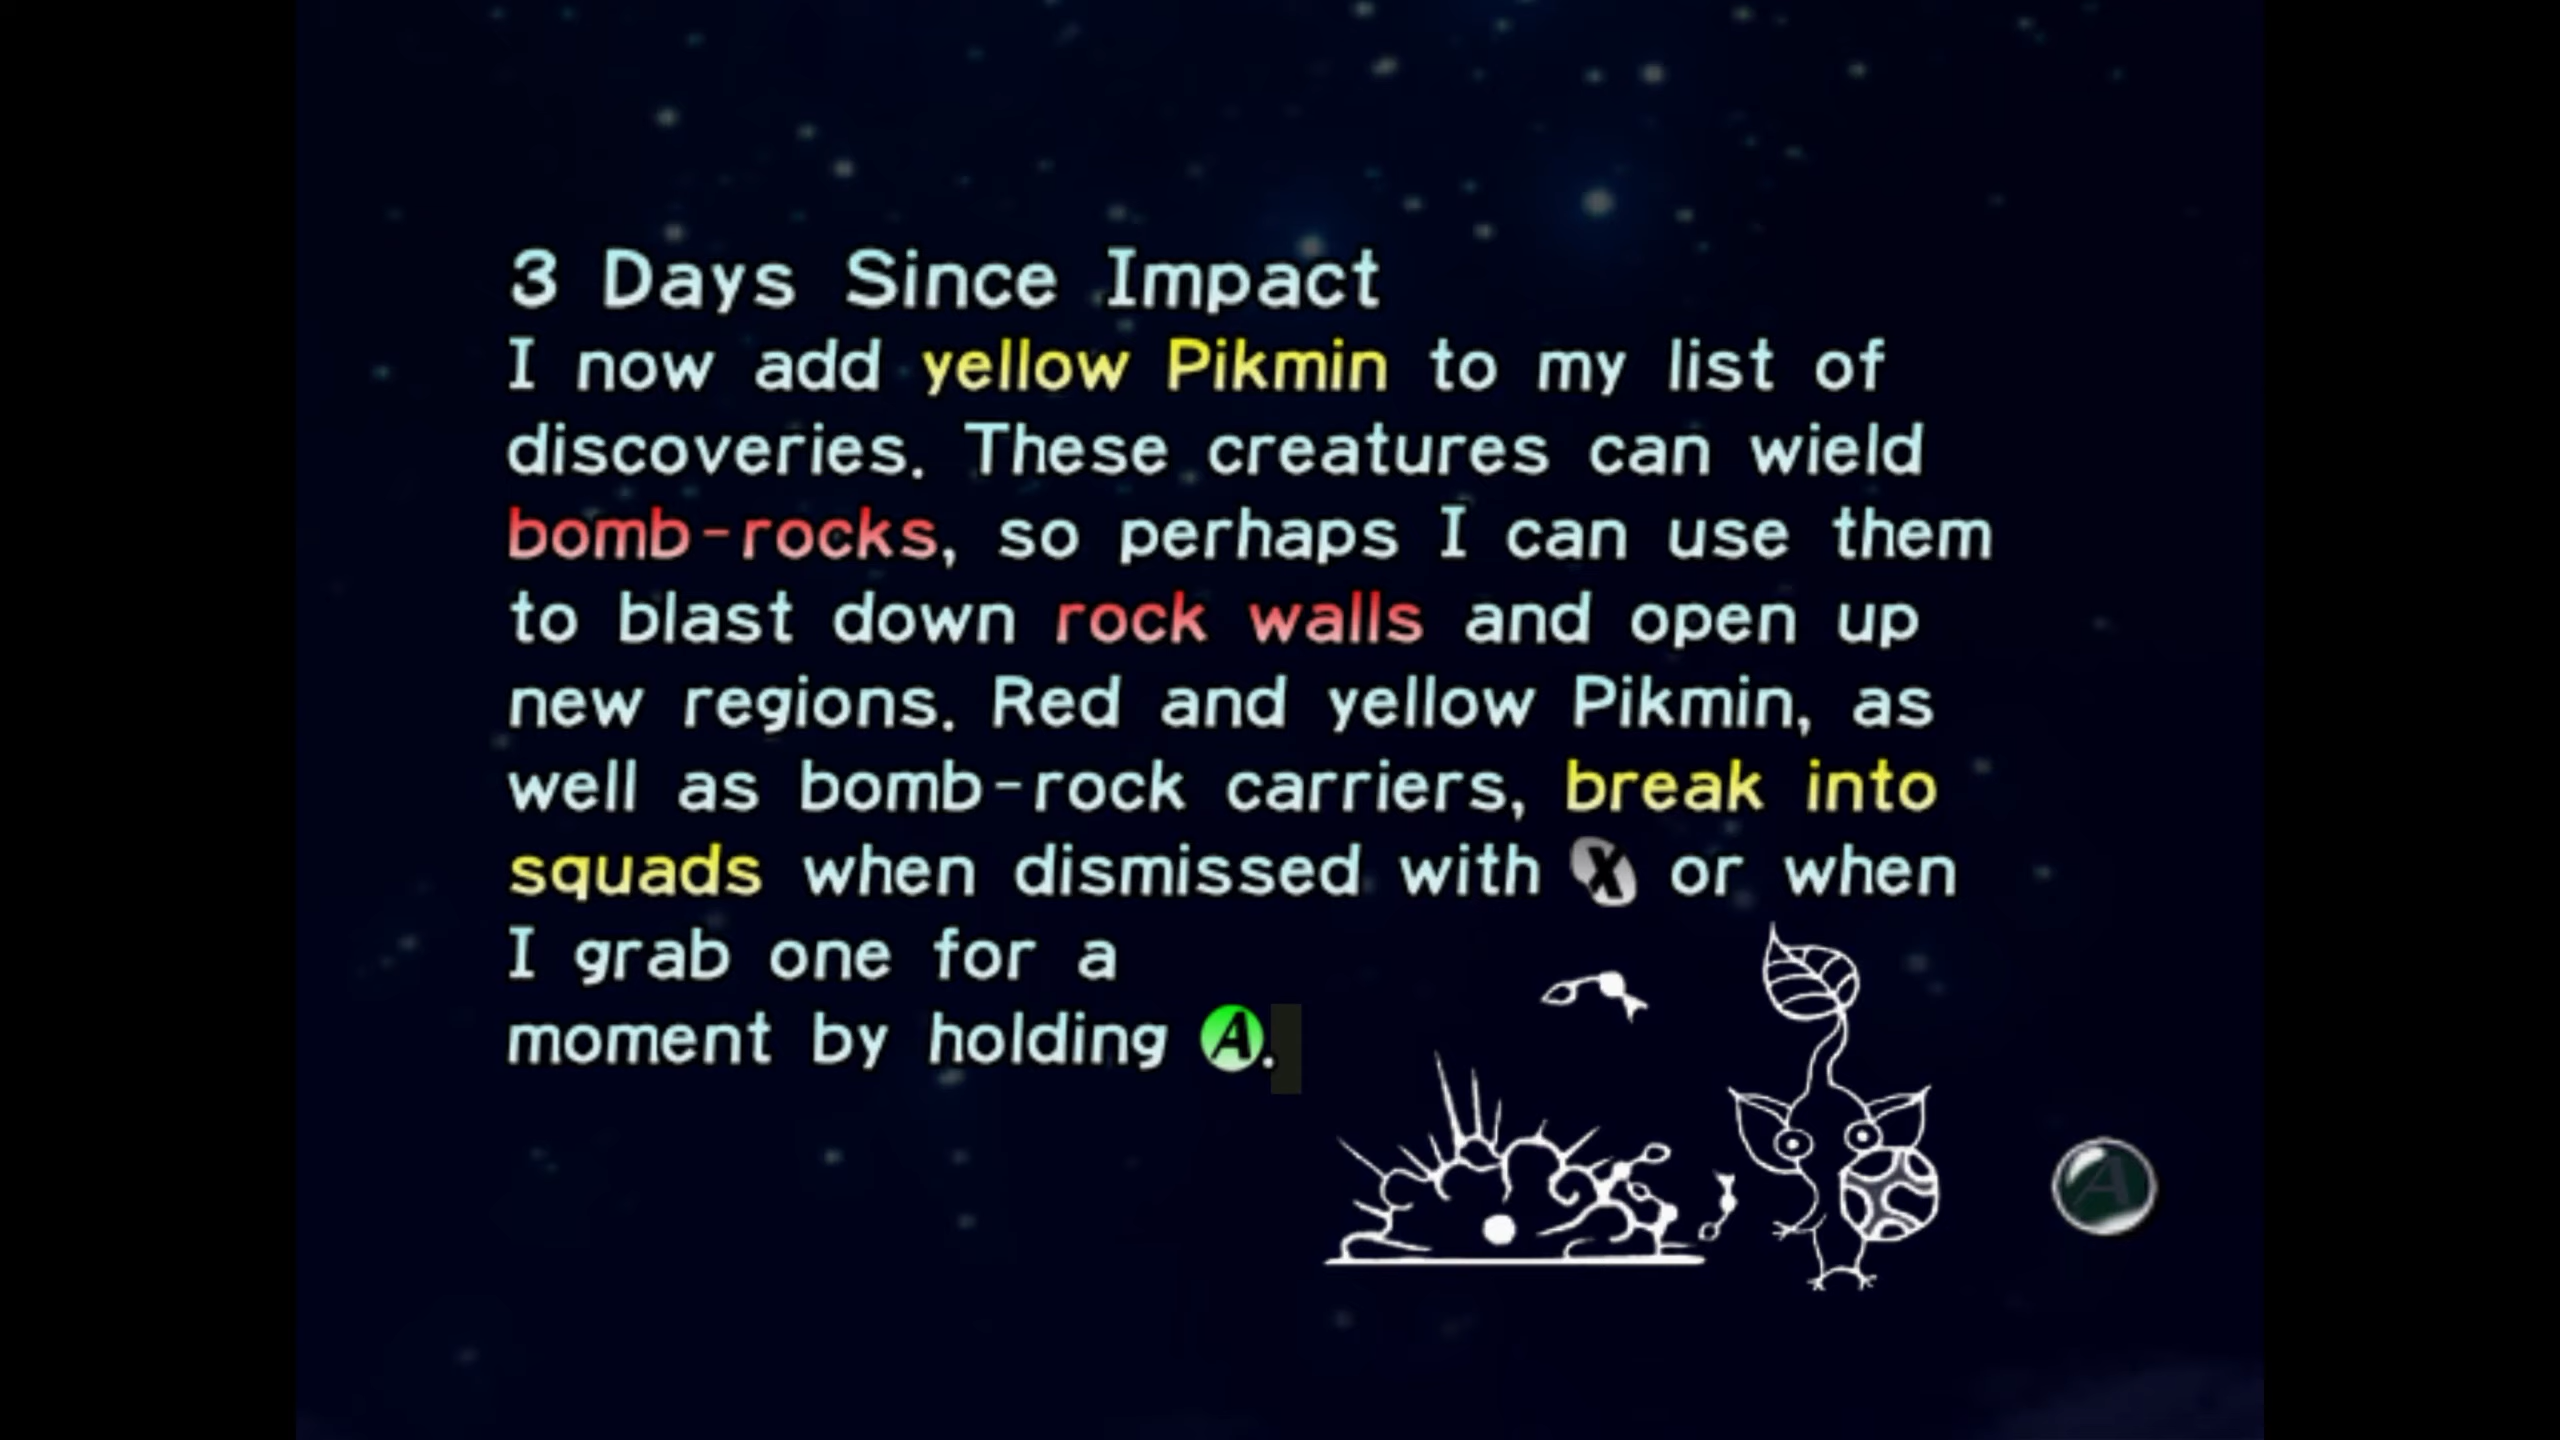 3 Days Since Impact
I now add yellow Pikmin to my list of
discoveries. These creatures can wield
bomb-rocks, so perhaps I can use them
to blast down rock walls and open up
new regions. Red and yellow Pikmin, as
well as bomb-rock carriers, break into
squads when dismissed with X or when
I grab one for a
moment by holding A.
A